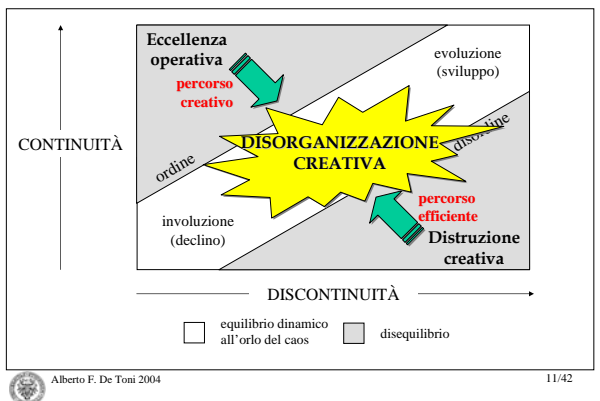 Eccellenza
operativa
percorso
creativo
evoluzione
(sviluppo)
CONTINUITÀ
DISORGANIZZAZIONE
CREATIVA
ordine
disordine
involuzione
(declino)
percorso
efficiente
Distruzione
creativa
DISCONTINUITÀ
equilibrio dinamico
all'orlo del caos
disequilibrio
Alberto F. De Toni 2004
11/42